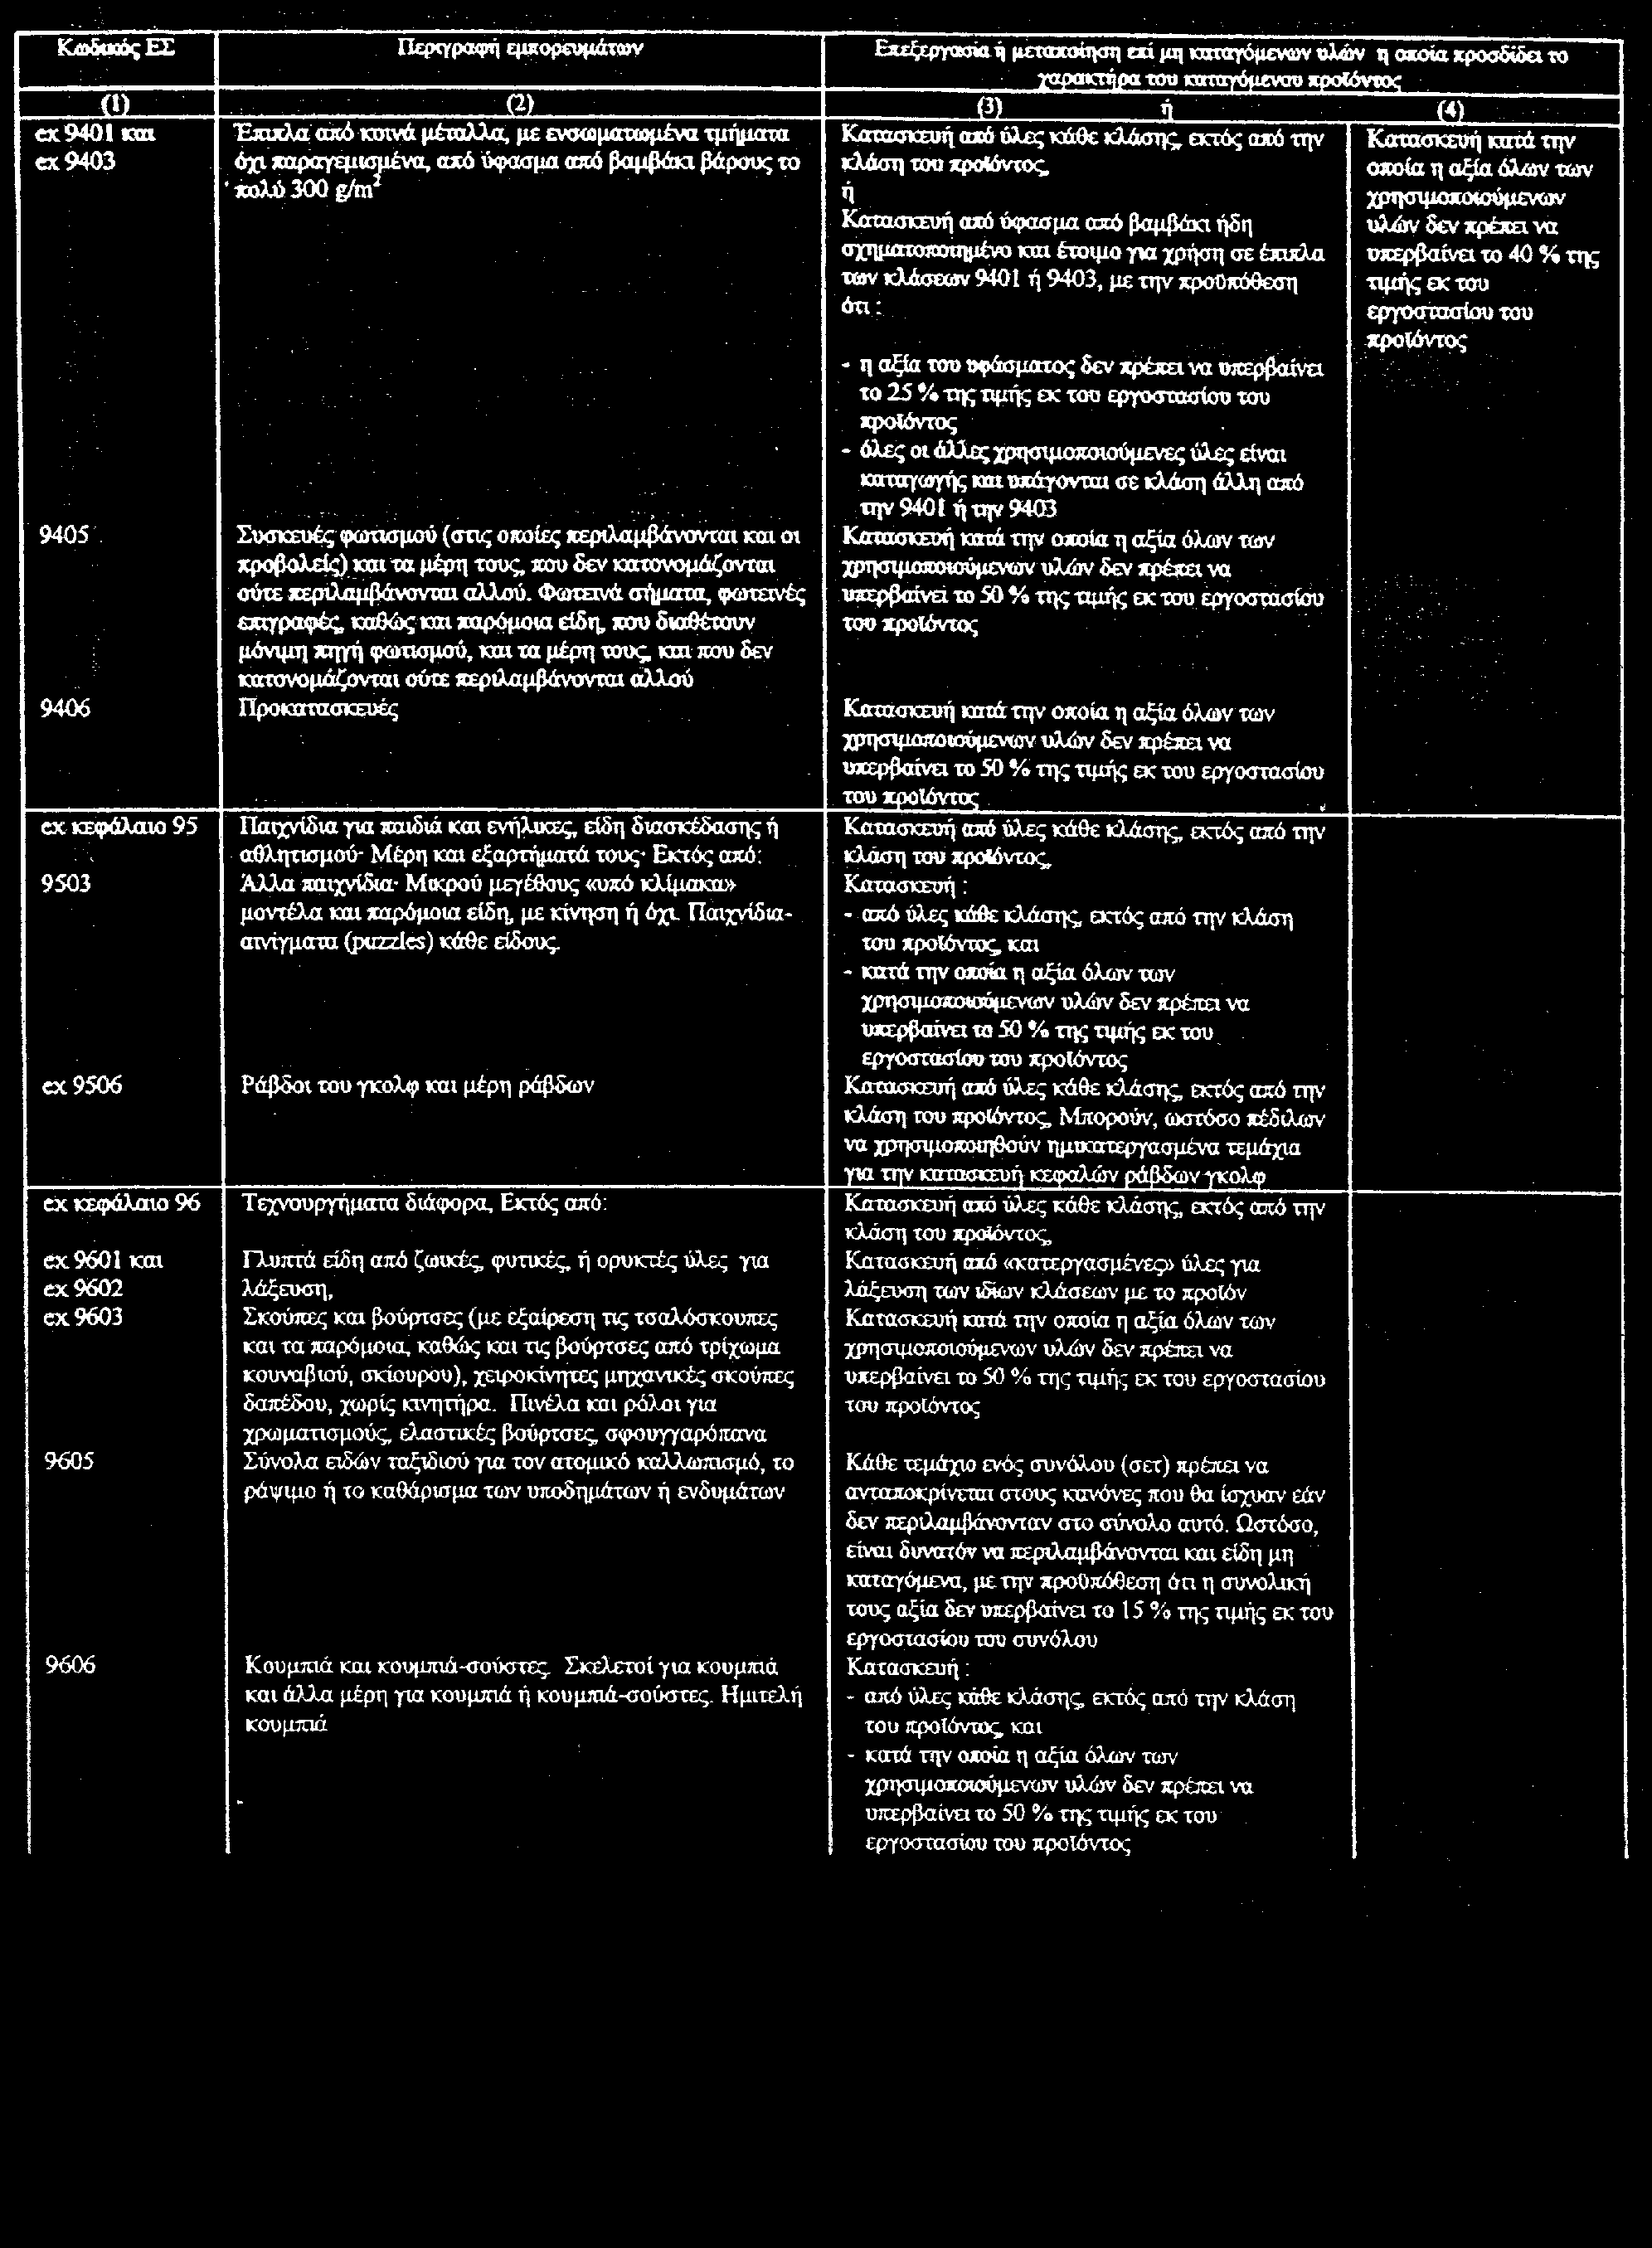 Κωδικός ΕΣ
Περιγραφή εμπορευμάτων
Επεξεργασία ή μεταποίηση επί μη καταγόμενων υλών η οποία προσδίδει το
χαρακτήρα του καταγόμενου προϊόντος
(1)
(2)
(3) ή (4)
ex 9401 και
ex 9403
Έπιπλα από κοινά μέταλλα, με ενσωματωμένα τμήματα
όχι παραγεμισμένα, από ύφασμα από βαμβάκι βάρους το
πολύ 300 g/m²
Κατασκευή από ύλες κάθε κλάσης, εκτός από την
κλάση του προϊόντος,
ή
Κατασκευή από ύφασμα από βαμβάκι ήδη
σχηματοποιημένο και έτοιμο για χρήση σε έπιπλα
των κλάσεων 9401 ή 9403, με την προϋπόθεση
ότι :
- η αξία του υφάσματος δεν πρέπει να υπερβαίνει
το 25 % της τιμής εκ του εργοστασίου του
προϊόντος
- όλες οι άλλες χρησιμοποιούμενες ύλες είναι
καταγωγής και υπάγονται σε κλάση άλλη από
την 9401 ή την 9403
Κατασκευή κατά την
οποία η αξία όλων των
χρησιμοποιούμενων
υλών δεν πρέπει να
υπερβαίνει το 40 % της
τιμής εκ του
εργοστασίου του
προϊόντος
9405
Συσκευές φωτισμού (στις οποίες περιλαμβάνονται και οι
προβολείς) και τα μέρη τους, που δεν κατονομάζονται
ούτε περιλαμβάνονται αλλού. Φωτεινά σήματα, φωτεινές
επιγραφές, καθώς και παρόμοια είδη, που διαθέτουν
μόνιμη πηγή φωτισμού, και τα μέρη τους, και που δεν
κατονομάζονται ούτε περιλαμβάνονται αλλού
Κατασκευή κατά την οποία η αξία όλων των
χρησιμοποιούμενων υλών δεν πρέπει να
υπερβαίνει το 50 % της τιμής εκ του εργοστασίου
του προϊόντος
9406
Προκατασκευές
Κατασκευή κατά την οποία η αξία όλων των
χρησιμοποιούμενων υλών δεν πρέπει να
υπερβαίνει το 50 % της τιμής εκ του εργοστασίου
του προϊόντος
ex κεφάλαιο 95
Παιχνίδια για παιδιά και ενήλικες, είδη διασκέδασης ή
αθλητισμού· Μέρη και εξαρτήματά τους· Εκτός από:
Κατασκευή από ύλες κάθε κλάσης, εκτός από την
κλάση του προϊόντος,
9503
Άλλα παιχνίδια· Μικρού μεγέθους «υπό κλίμακα»
μοντέλα και παρόμοια είδη, με κίνηση ή όχι. Παιχνίδια-
αινίγματα (puzzles) κάθε είδους.
Κατασκευή :
- από ύλες κάθε κλάσης, εκτός από την κλάση
του προϊόντος, και
- κατά την οποία η αξία όλων των
χρησιμοποιούμενων υλών δεν πρέπει να
υπερβαίνει το 50 % της τιμής εκ του
εργοστασίου του προϊόντος
ex 9506
Ράβδοι του γκολφ και μέρη ράβδων
Κατασκευή από ύλες κάθε κλάσης, εκτός από την
κλάση του προϊόντος, Μπορούν, ωστόσο πέδιλων
να χρησιμοποιηθούν ημικατεργασμένα τεμάχια
για την κατασκευή κεφαλών ράβδων γκολφ
ex κεφάλαιο 96
Τεχνουργήματα διάφορα, Εκτός από:
Κατασκευή από ύλες κάθε κλάσης, εκτός από την
κλάση του προϊόντος,
ex 9601 και
ex 9602
Γλυπτά είδη από ζωικές, φυτικές, ή ορυκτές ύλες για
λάξευση,
Κατασκευή από «κατεργασμένες» ύλες για
λάξευση των ιδίων κλάσεων με το προϊόν
ex 9603
Σκούπες και βούρτσες (με εξαίρεση τις τσαλόσκουπες
και τα παρόμοια, καθώς και τις βούρτσες από τρίχωμα
κουναβιού, σκίουρου), χειροκίνητες μηχανικές σκούπες
δαπέδου, χωρίς κινητήρα. Πινέλα και ρόλοι για
χρωματισμούς, ελαστικές βούρτσες, σφουγγαρόπανα
Κατασκευή κατά την οποία η αξία όλων των
χρησιμοποιούμενων υλών δεν πρέπει να
υπερβαίνει το 50 % της τιμής εκ του εργοστασίου
του προϊόντος
9605
Σύνολα ειδών ταξιδιού για τον ατομικό καλλωπισμό, το
ράψιμο ή το καθάρισμα των υποδημάτων ή ενδυμάτων
Κάθε τεμάχιο ενός συνόλου (σετ) πρέπει να
ανταποκρίνεται στους κανόνες που θα ίσχυαν εάν
δεν περιλαμβάνονταν στο σύνολο αυτό. Ωστόσο,
είναι δυνατόν να περιλαμβάνονται και είδη μη
καταγόμενα, με την προϋπόθεση ότι η συνολική
τους αξία δεν υπερβαίνει το 15 % της τιμής εκ του
εργοστασίου του συνόλου
9606
Κουμπιά και κουμπιά-σούστες. Σκελετοί για κουμπιά
και άλλα μέρη για κουμπιά ή κουμπιά-σούστες. Ημιτελή
κουμπιά
Κατασκευή :
- από ύλες κάθε κλάσης, εκτός από την κλάση
του προϊόντος, και
- κατά την οποία η αξία όλων των
χρησιμοποιούμενων υλών δεν πρέπει να
υπερβαίνει το 50 % της τιμής εκ του
εργοστασίου του προϊόντος